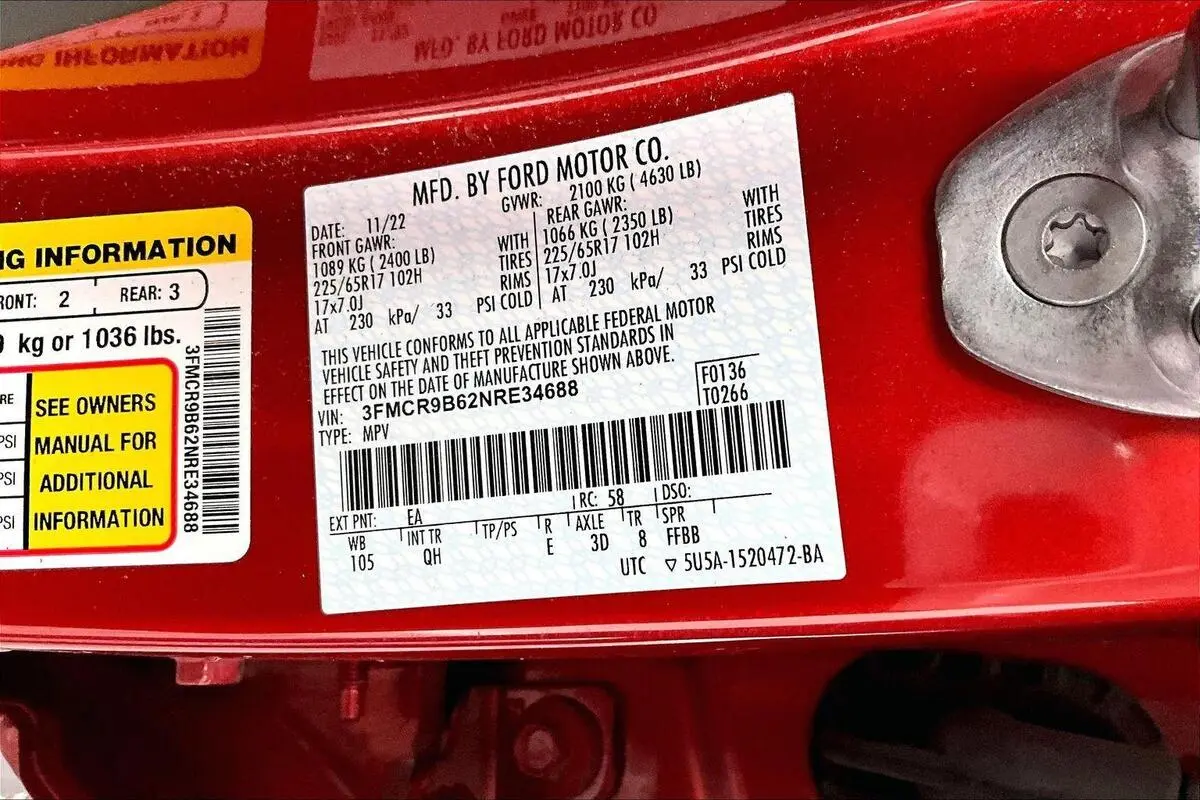 NG INFORMATION
RONT: 2 REAR: 3
kg or 1036 lbs.
RE
PSI
PSI
PSI
SEE OWNERS
MANUAL FOR
ADDITIONAL
INFORMATION
3FMCR9B62NRE34688
MFD. BY FORD MOTOR CO.
DATE: 11/22 GVWR: 2100 KG ( 4630 LB)
FRONT GAWR:
1089 KG ( 2400 LB) WITH
225/65R17 102H TIRES
17x7.0J RIMS
AT 230 kPa/ 33 PSI COLD
REAR GAWR: WITH
1066 KG ( 2350 LB) TIRES
225/65R17 102H RIMS
17x7.0J
AT 230 kPa/ 33 PSI COLD
THIS VEHICLE CONFORMS TO ALL APPLICABLE FEDERAL MOTOR
VEHICLE SAFETY AND THEFT PREVENTION STANDARDS IN
EFFECT ON THE DATE OF MANUFACTURE SHOWN ABOVE.
VIN: 3FMCR9B62NRE34688
TYPE: MPV
F0136
T0266
EXT PNT: EA RC: 58 DSO:
WB INT TR TP/PS R AXLE TR SPR
105 QH E 3D 8 FFBB
UTC ▽ 5U5A-1520472-BA